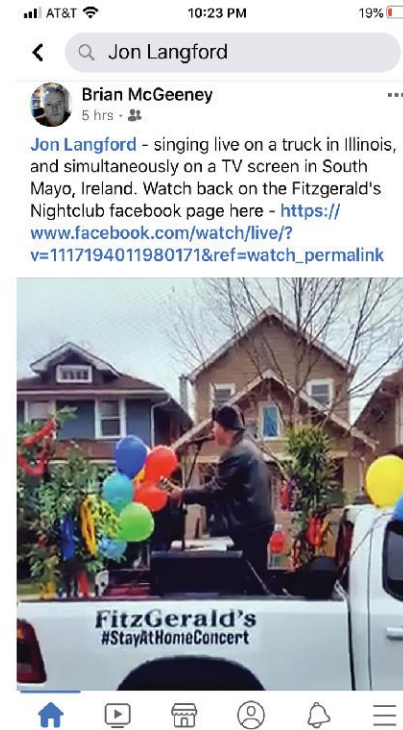 AT&T
10:23 PM
19%
Jon Langford
Brian McGeeney
5 hrs ·
Jon Langford - singing live on a truck in Illinois,
and simultaneously on a TV screen in South
Mayo, Ireland. Watch back on the Fitzgerald's
Nightclub facebook page here - https://
www.facebook.com/watch/live/?
v=1117194011980171&ref=watch_permalink
FitzGerald's
#StayAtHomeConcert